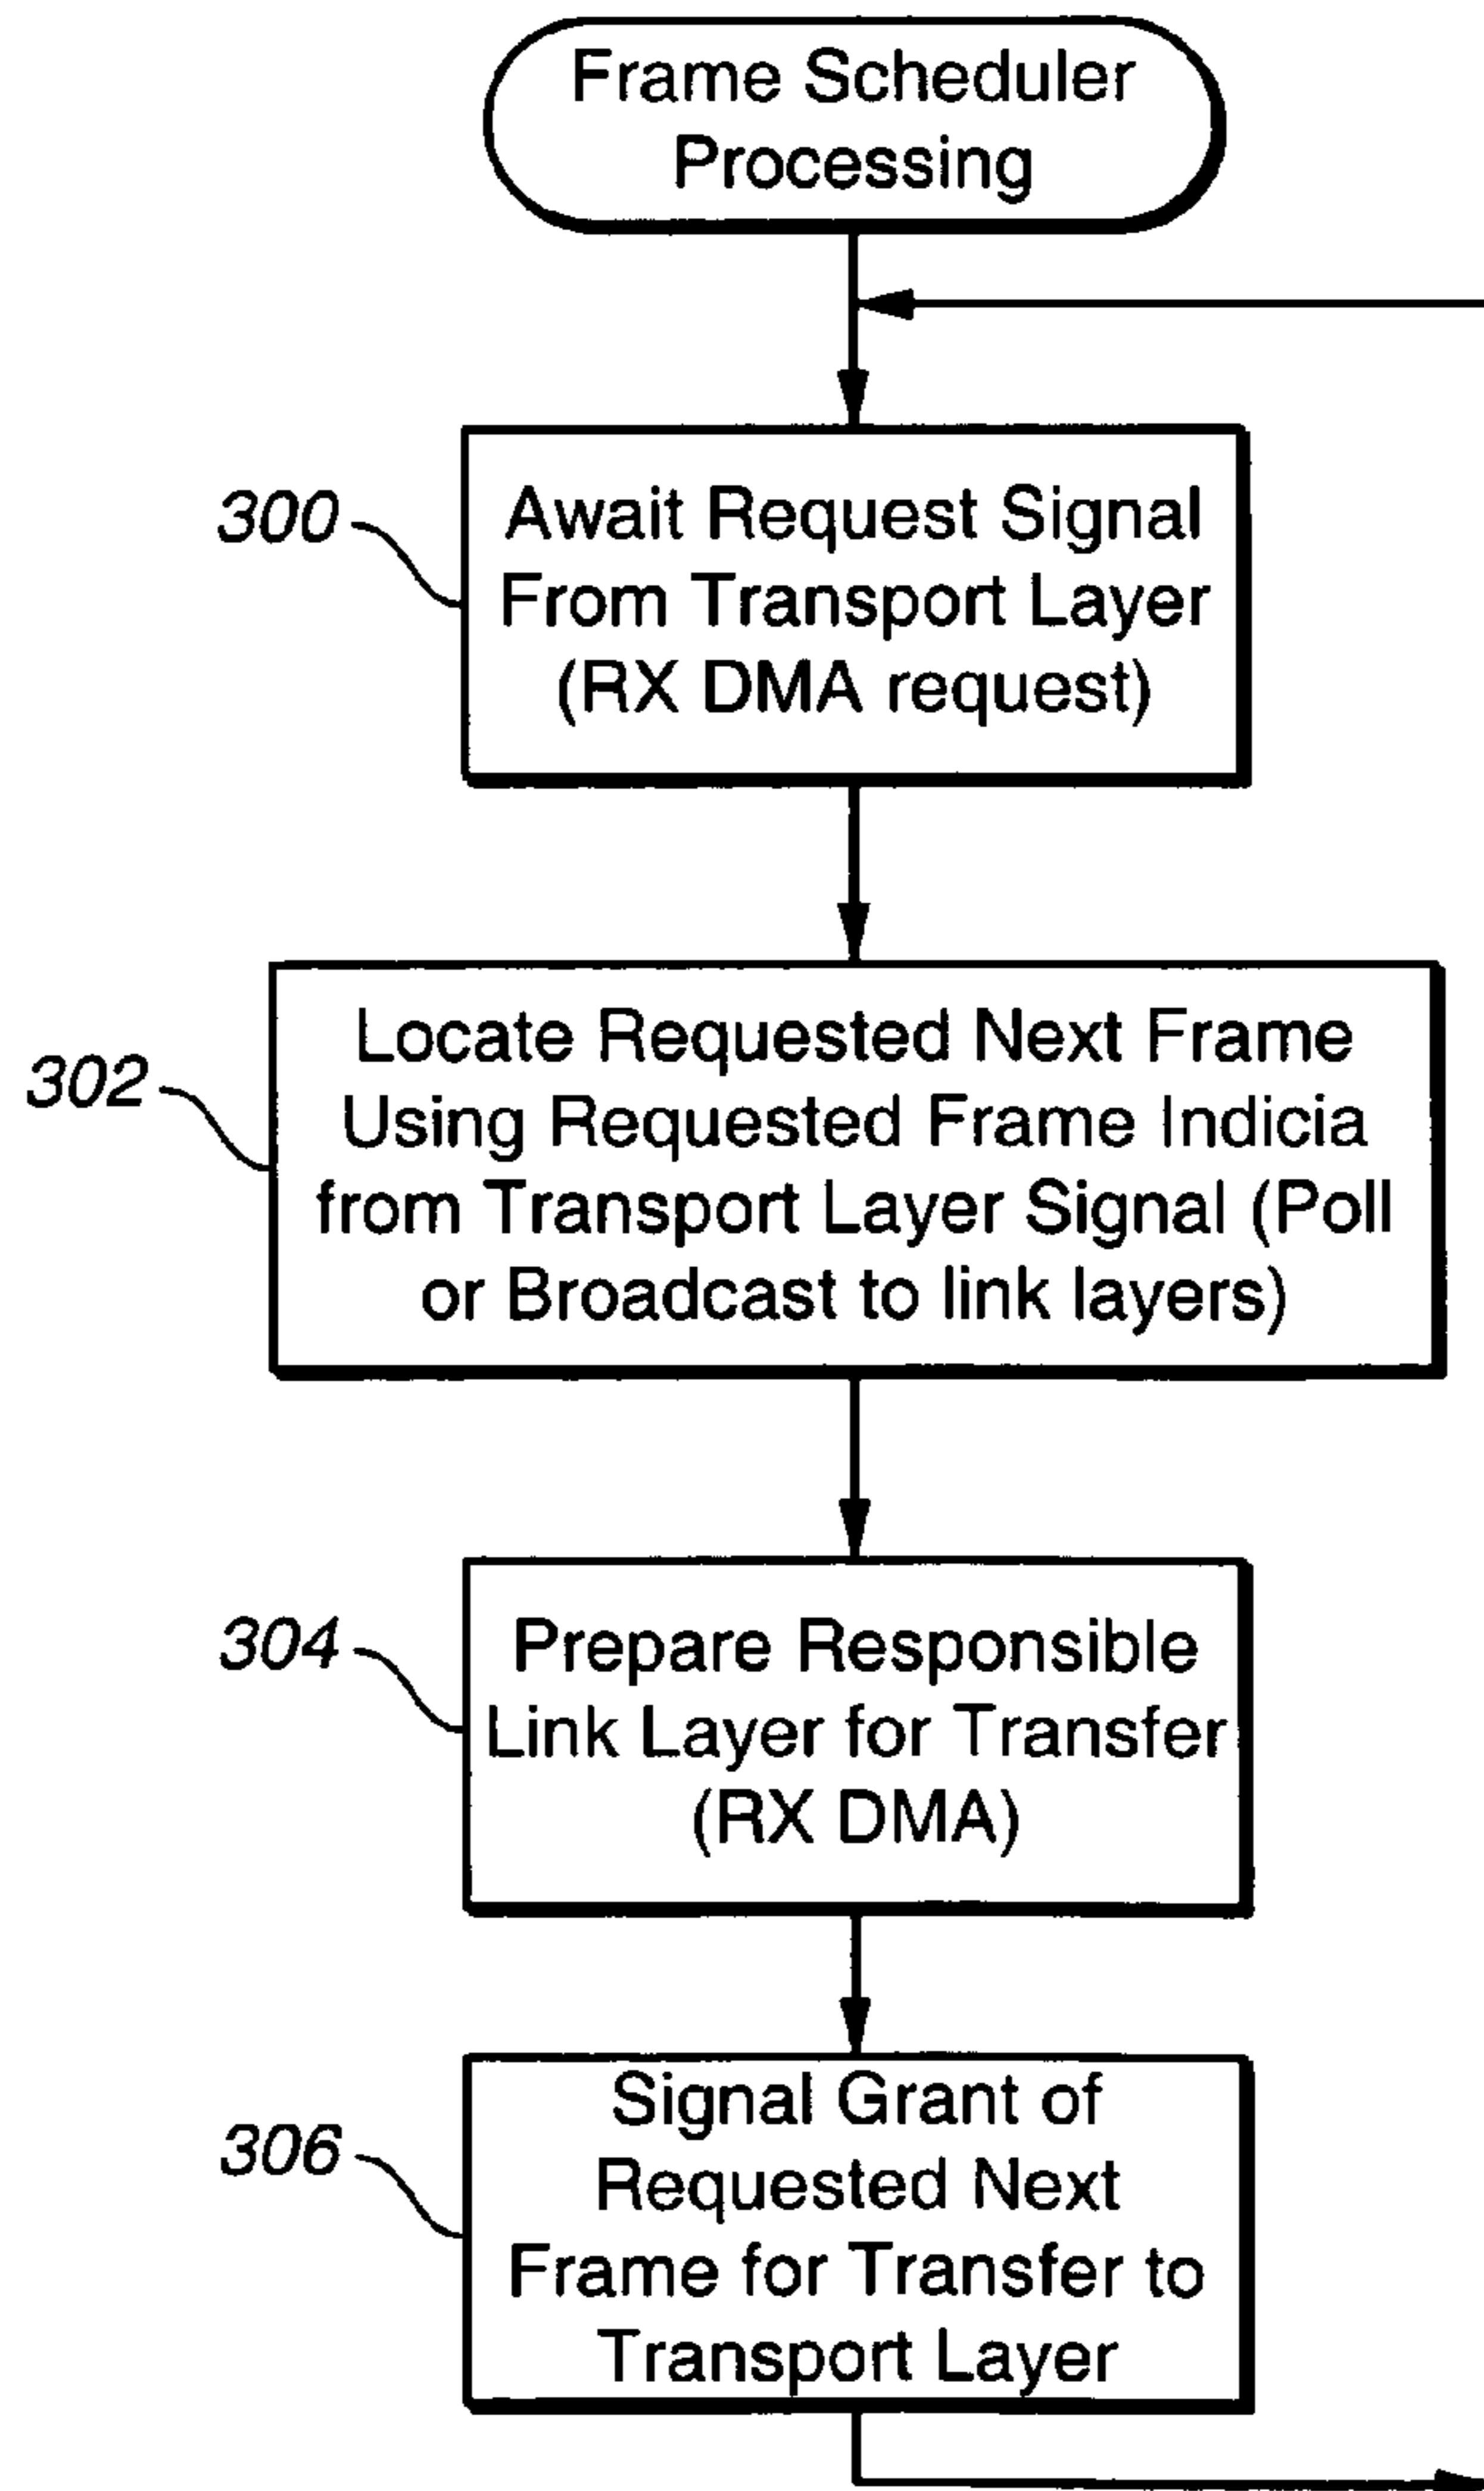 Frame Scheduler
Processing
300
Await Request Signal
From Transport Layer
(RX DMA request)
302
Locate Requested Next Frame
Using Requested Frame Indicia
from Transport Layer Signal (Poll
or Broadcast to link layers)
304
Prepare Responsible
Link Layer for Transfer
(RX DMA)
306
Signal Grant of
Requested Next
Frame for Transfer to
Transport Layer